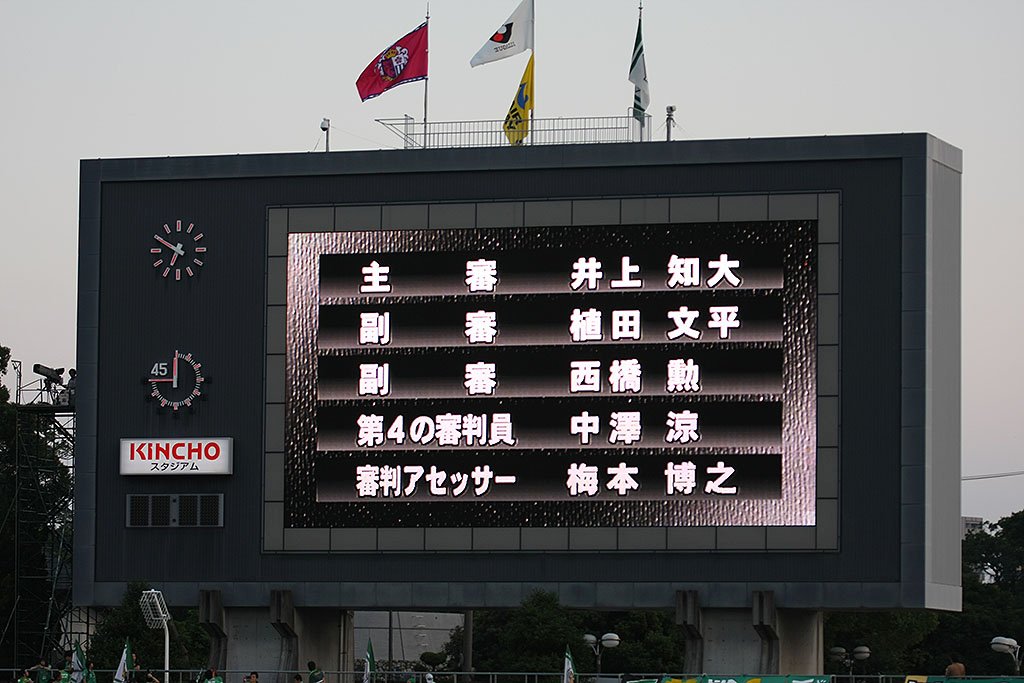 主 審 井上 知大
副 審 植田 文平
副 審 西橋 勲
第4の審判員 中澤 涼
審判アセッサー 梅本 博之
45
KINCHO
スタジアム